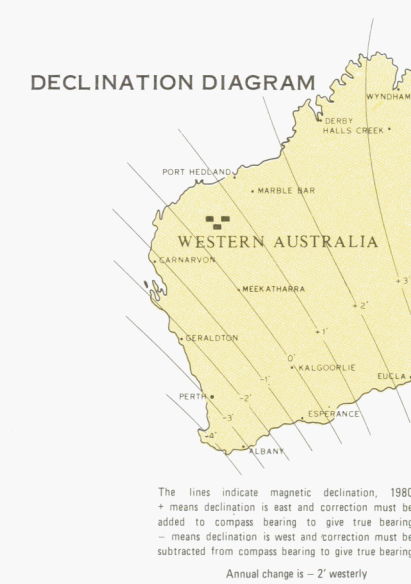 DECLINATION DIAGRAM
WYNDHAM
DERBY
HALLS CREEK
PORT HEDLAND
MARBLE BAR
WESTERN AUSTRALIA
CARNARVON
+3°
MEEKATHARRA
+2°
+1°
GERALDTON
0°
KALGOORLIE
-1°
EUCLA
PERTH
-2°
ESPERANCE
-3°
-4°
ALBANY
The lines indicate magnetic declination, 1980
+ means declination is east and correction must be
added to compass bearing to give true bearing
– means declination is west and correction must be
subtracted from compass bearing to give true bearing
Annual change is – 2' westerly